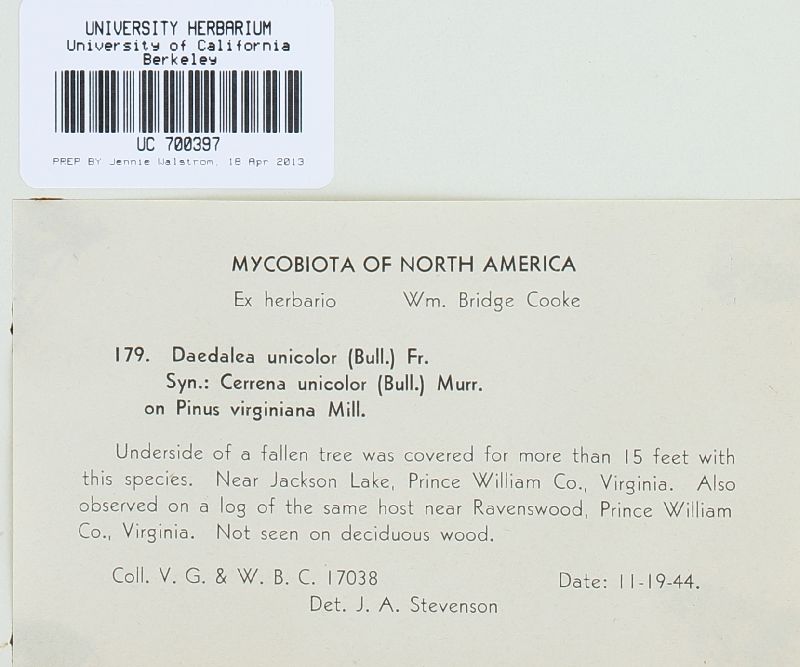 UNIVERSITY HERBARIUM
University of California
Berkeley
UC 700397
PREP BY Jennie Walstrom, 18 Apr 2013
MYCOBIOTA OF NORTH AMERICA
Ex herbario Wm. Bridge Cooke
179. Daedalea unicolor (Bull.) Fr.
Syn.: Cerrena unicolor (Bull.) Murr.
on Pinus virginiana Mill.
Underside of a fallen tree was covered for more than 15 feet with
this species. Near Jackson Lake, Prince William Co., Virginia. Also
observed on a log of the same host near Ravenswood, Prince William
Co., Virginia. Not seen on deciduous wood.
Coll. V. G. & W. B. C. 17038 Date: 11-19-44.
Det. J. A. Stevenson